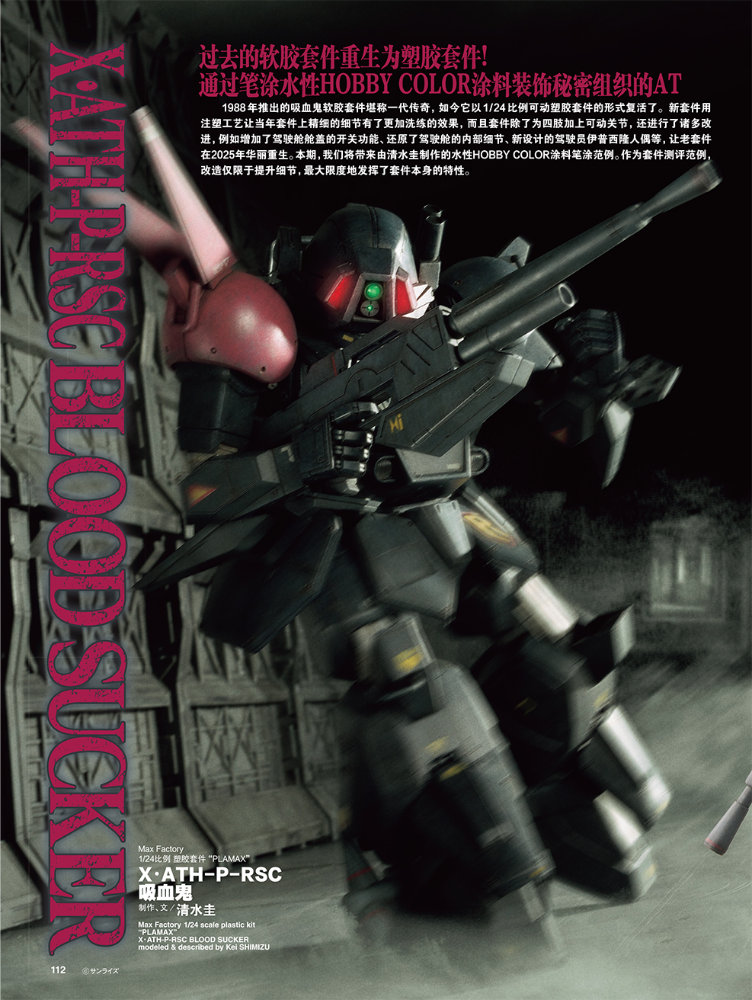 X・ATH-P-RSC BLOOD SUCKER
过去的软胶套件重生为塑胶套件！
通过笔涂水性HOBBY COLOR涂料装饰秘密组织的AT
1988年推出的吸血鬼软胶套件堪称一代传奇，如今它以1/24比例可动塑胶套件的形式复活了。新套件用
注塑工艺让当年套件上精细的细节有了更加洗练的效果，而且套件除了为四肢加上可动关节，还进行了诸多改
进，例如增加了驾驶舱舱盖的开关功能、还原了驾驶舱的内部细节、新设计的驾驶员伊普西隆人偶等，让老套件
在2025年华丽重生。本期，我们将带来由清水圭制作的水性HOBBY COLOR涂料笔涂范例。作为套件测评范例，
改造仅限于提升细节，最大限度地发挥了套件本身的特性。
Hi
Max Factory
1/24比例 塑胶套件“PLAMAX”
X・ATH-P-RSC
吸血鬼
制作、文／清水圭
Max Factory 1/24 scale plastic kit
“PLAMAX”
X・ATH-P-RSC BLOOD SUCKER
modeled & described by Kei SHIMIZU
112 ©サンライズ